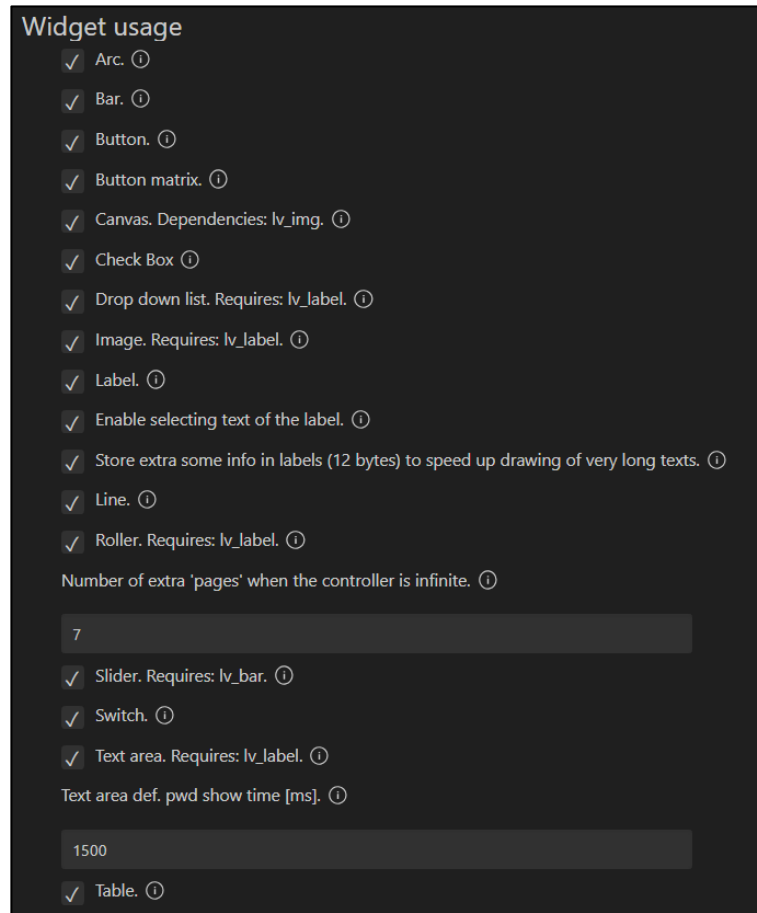 Widget usage
Arc.
Bar.
Button.
Button matrix.
Canvas. Dependencies: lv_img.
Check Box
Drop down list. Requires: lv_label.
Image. Requires: lv_label.
Label.
Enable selecting text of the label.
Store extra some info in labels (12 bytes) to speed up drawing of very long texts.
Line.
Roller. Requires: lv_label.
Number of extra 'pages' when the controller is infinite.
7
Slider. Requires: lv_bar.
Switch.
Text area. Requires: lv_label.
Text area def. pwd show time [ms].
1500
Table.